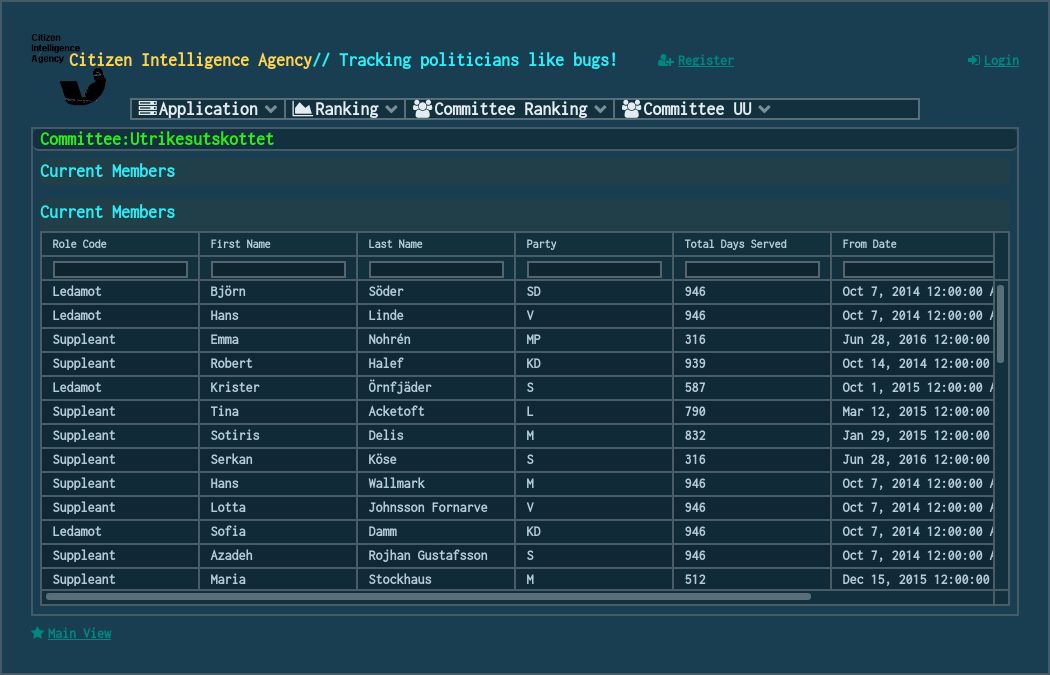 Citizen
Intelligence
Agency
Citizen Intelligence Agency// Tracking politicians like bugs!
Register
Login
Application
Ranking
Committee Ranking
Committee UU
Committee:Utrikesutskottet
Current Members
Current Members
Role Code First Name Last Name Party Total Days Served From Date
Ledamot Björn Söder SD 946 Oct 7, 2014 12:00:00 A
Ledamot Hans Linde V 946 Oct 7, 2014 12:00:00 A
Suppleant Emma Nohrén MP 316 Jun 28, 2016 12:00:00
Suppleant Robert Halef KD 939 Oct 14, 2014 12:00:00
Ledamot Krister Örnfjäder S 587 Oct 1, 2015 12:00:00 A
Suppleant Tina Acketoft L 790 Mar 12, 2015 12:00:00
Suppleant Sotiris Delis M 832 Jan 29, 2015 12:00:00
Suppleant Serkan Köse S 316 Jun 28, 2016 12:00:00
Suppleant Hans Wallmark M 946 Oct 7, 2014 12:00:00 A
Suppleant Lotta Johnsson Fornarve V 946 Oct 7, 2014 12:00:00 A
Ledamot Sofia Damm KD 946 Oct 7, 2014 12:00:00 A
Suppleant Azadeh Rojhan Gustafsson S 946 Oct 7, 2014 12:00:00 A
Suppleant Maria Stockhaus M 512 Dec 15, 2015 12:00:00
Main View